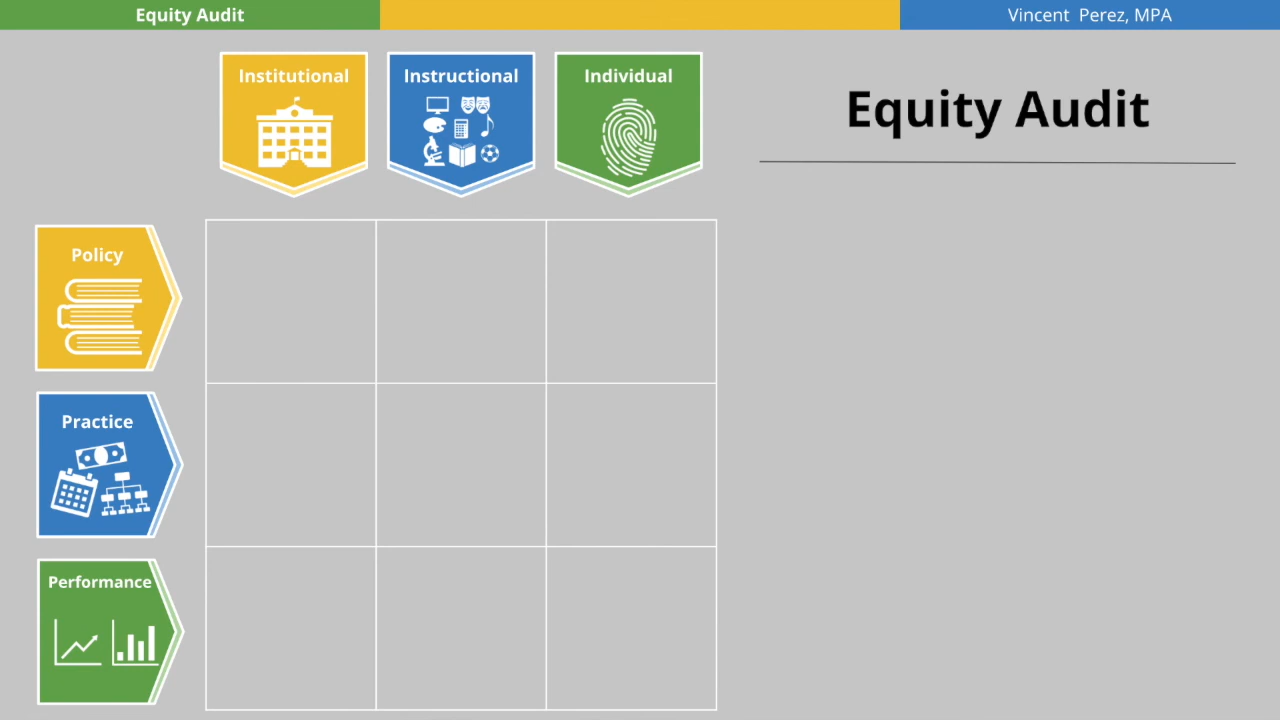 Equity Audit
Vincent Perez, MPA
Institutional
Instructional
Individual
Equity Audit
Policy
Practice
Performance